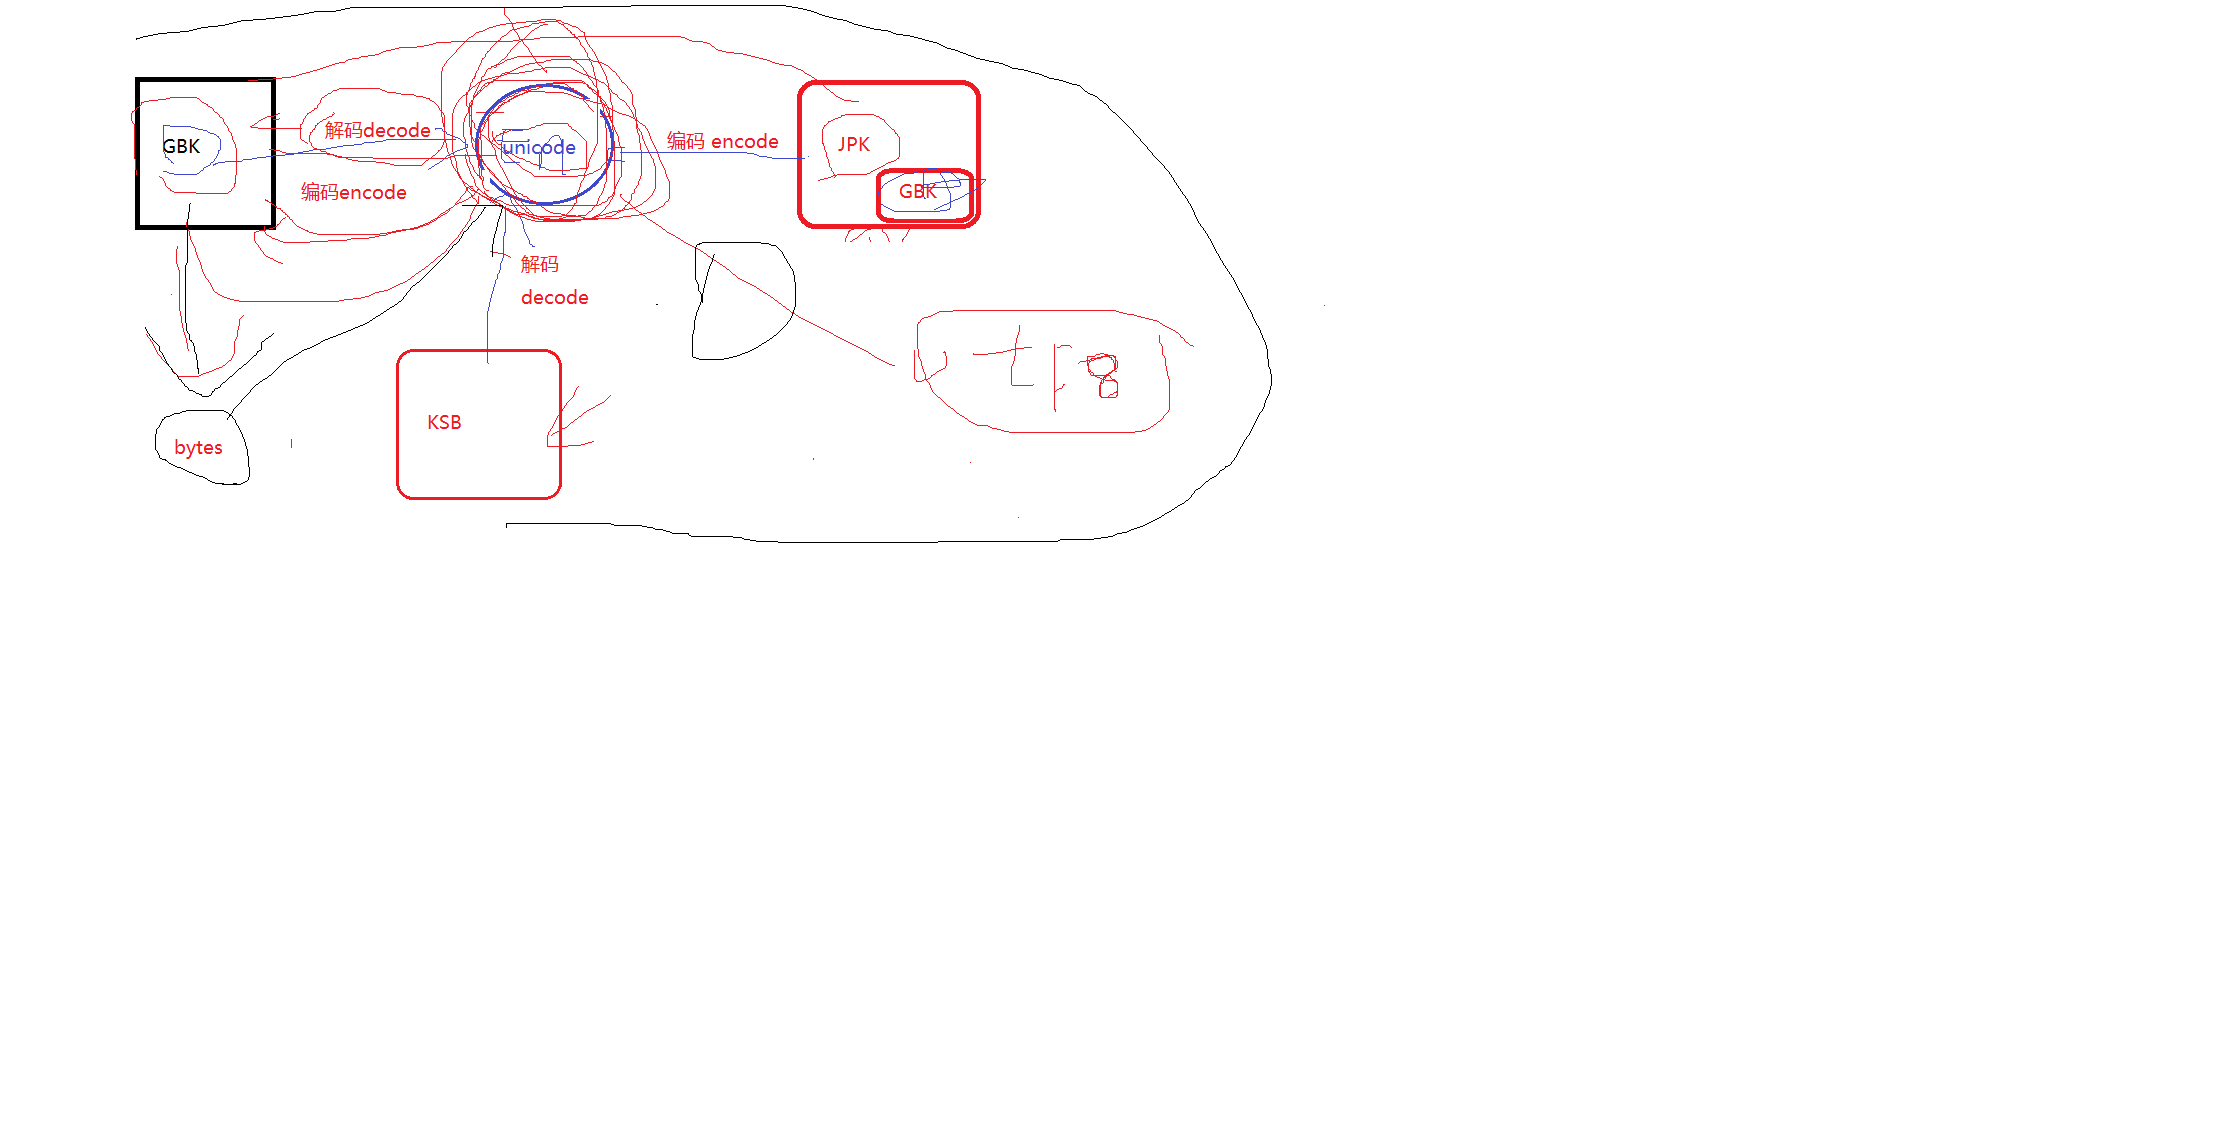 解码decode
GBK
unicode
编码 encode
JPK
编码encode
GBK
解码
decode
utf8
KSB
bytes